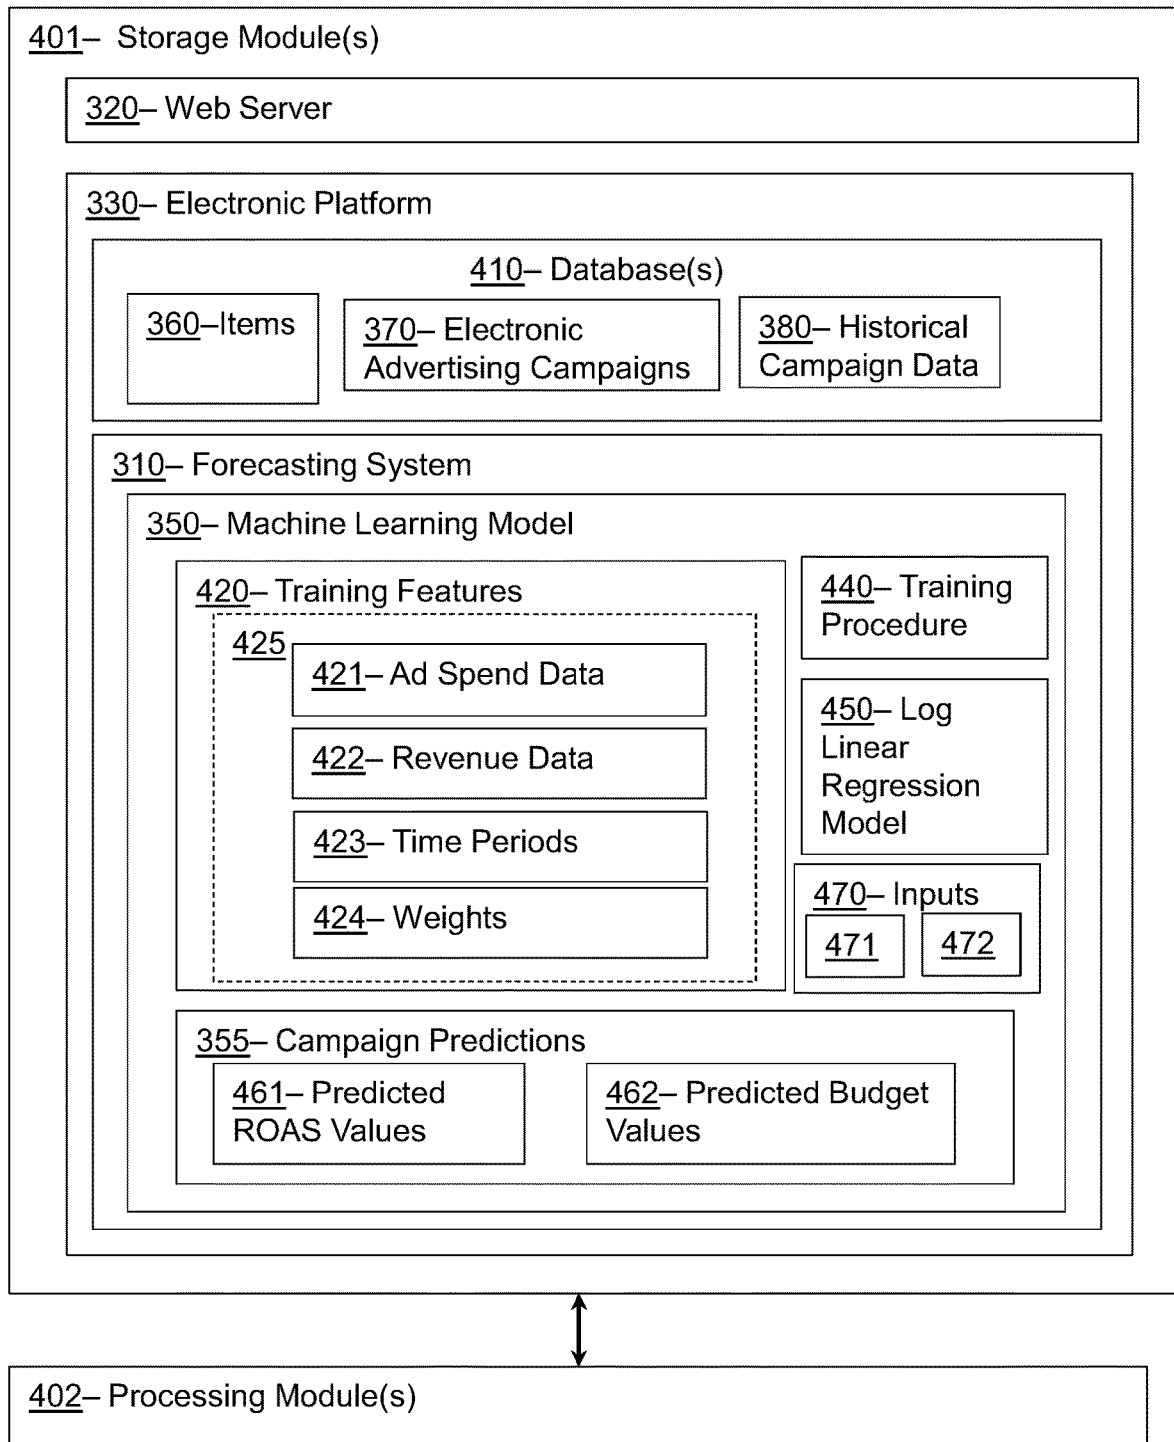 401– Storage Module(s)
320– Web Server
330– Electronic Platform
410– Database(s)
360–Items
370– Electronic
Advertising Campaigns
380– Historical
Campaign Data
310– Forecasting System
350– Machine Learning Model
420– Training Features
425
421– Ad Spend Data
422– Revenue Data
423– Time Periods
424– Weights
440– Training
Procedure
450– Log
Linear
Regression
Model
470– Inputs
471
472
355– Campaign Predictions
461– Predicted
ROAS Values
462– Predicted Budget
Values
402– Processing Module(s)